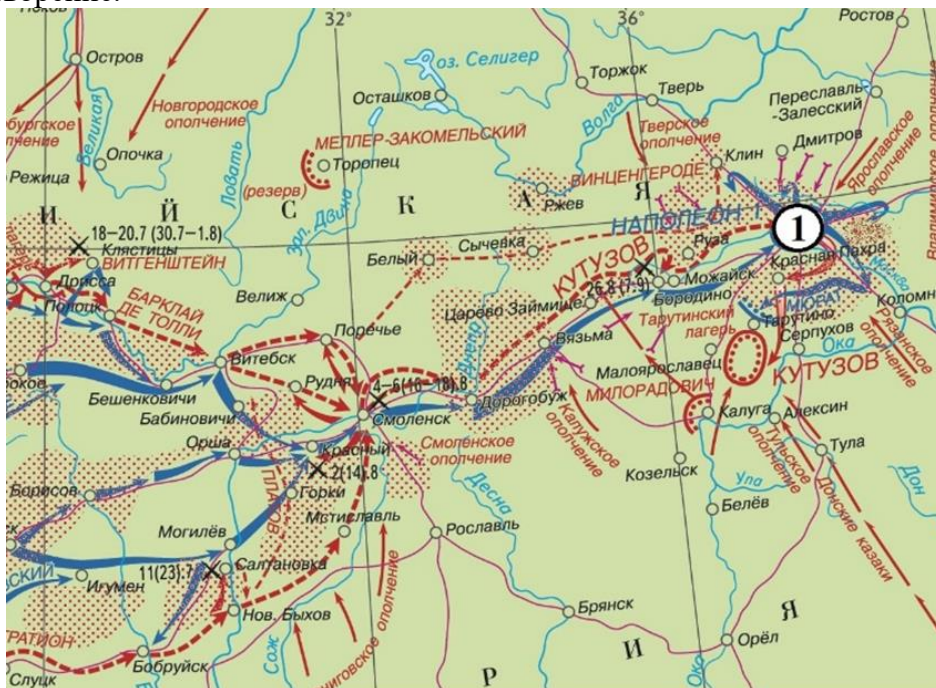 32°
36°
Ростов
Остров
оз. Селигер
Торжок
Осташков
Тверь
Волга
Переславль
-Залесский
Новгородское
ополчение
Великая
МЕЛЛЕР-ЗАКОМЕЛЬСКИЙ
Тверское
ополчение
Дмитров
Опочка
Ловать
Торопец
(резерв)
Клин
Ярославское
ополчение
Режица
ВИНЦЕНГЕРОДЕ
Ржев
Зап. Двина
И Й С К А Я
НАПОЛЕОН I
1
18–20.7 (30.7–1.8)
Клястицы
ВИТГЕНШТЕЙН
Сычевка
Белый
Руза
КУТУЗОВ
Красная Пахра
Москва
Дрисса
Можайск
26.8 (7.9)
Бородино
Полоцк
БАРКЛАЙ
ДЕ ТОЛЛИ
Велиж
Царево Займище
МЮРАТ
Коломн
Тарутинский
лагерь
Тарутино
Днепр
Поречье
Вязьма
Серпухов
Рязанское
ополчение
Ока
Витебск
Малоярославец
КУТУЗОВ
Рудня
4–6(16–18).8
МИЛОРАДОВИЧ
Бешенковичи
Дорогобуж
Бабиновичи
Смоленск
Калужское
ополчение
Калуга
Алексин
Красный
Смоленское
ополчение
Орша
Тула
Тульское
ополчение
2(14).8
Козельск
Горки
Борисов
Десна
Упа
Дон
Белёв
Донские казаки
Могилёв
Мстиславль
Рославль
Салтановка
11(23).7
Игумен
Нов. Быхов
Брянск
Р И Я
Орёл
Бобруйск
Сож
Слуцк
Ока